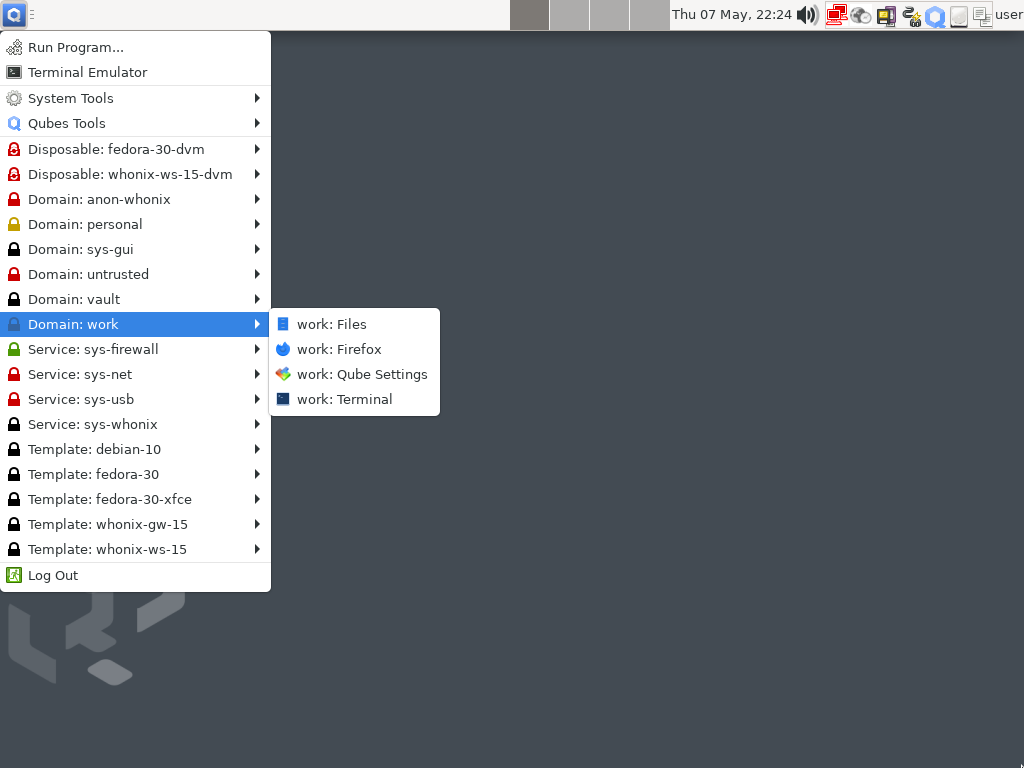 Thu 07 May, 22:24
user
Run Program...
Terminal Emulator
System Tools
Qubes Tools
Disposable: fedora-30-dvm
Disposable: whonix-ws-15-dvm
Domain: anon-whonix
Domain: personal
Domain: sys-gui
Domain: untrusted
Domain: vault
Domain: work
work: Files
work: Firefox
work: Qube Settings
work: Terminal
Service: sys-firewall
Service: sys-net
Service: sys-usb
Service: sys-whonix
Template: debian-10
Template: fedora-30
Template: fedora-30-xfce
Template: whonix-gw-15
Template: whonix-ws-15
Log Out